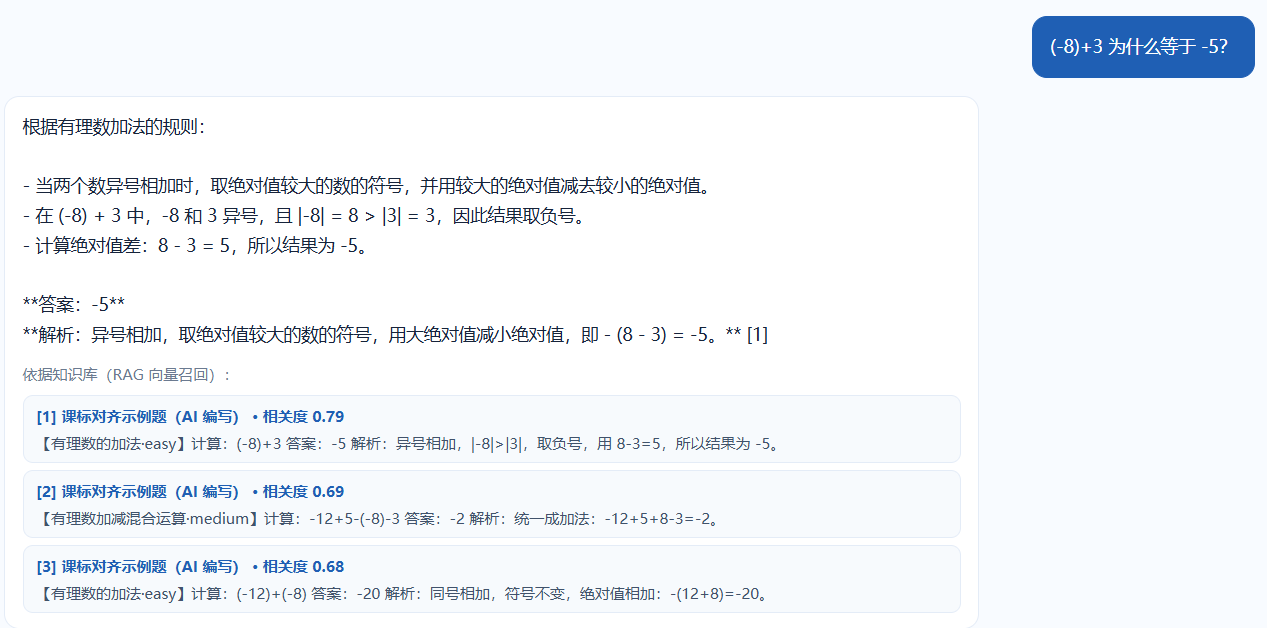 (-8)+3 为什么等于 -5?
根据有理数加法的规则：
- 当两个数异号相加时，取绝对值较大的数的符号，并用较大的绝对值减去较小的绝对值。
- 在 (-8) + 3 中，-8 和 3 异号，且 |-8| = 8 > |3| = 3，因此结果取负号。
- 计算绝对值差：8 - 3 = 5，所以结果为 -5。
**答案：-5**
**解析：异号相加，取绝对值较大的数的符号，用大绝对值减小绝对值，即 - (8 - 3) = -5。** [1]
依据知识库（RAG 向量召回）：
[1] 课标对齐示例题（AI 编写） • 相关度 0.79
【有理数的加法·easy】计算：(-8)+3 答案：-5 解析：异号相加，|-8|>|3|，取负号，用 8-3=5，所以结果为 -5。
[2] 课标对齐示例题（AI 编写） • 相关度 0.69
【有理数加减混合运算·medium】计算：-12+5-(-8)-3 答案：-2 解析：统一成加法：-12+5+8-3=-2。
[3] 课标对齐示例题（AI 编写） • 相关度 0.68
【有理数的加法·easy】计算：(-12)+(-8) 答案：-20 解析：同号相加，符号不变，绝对值相加：-(12+8)=-20。